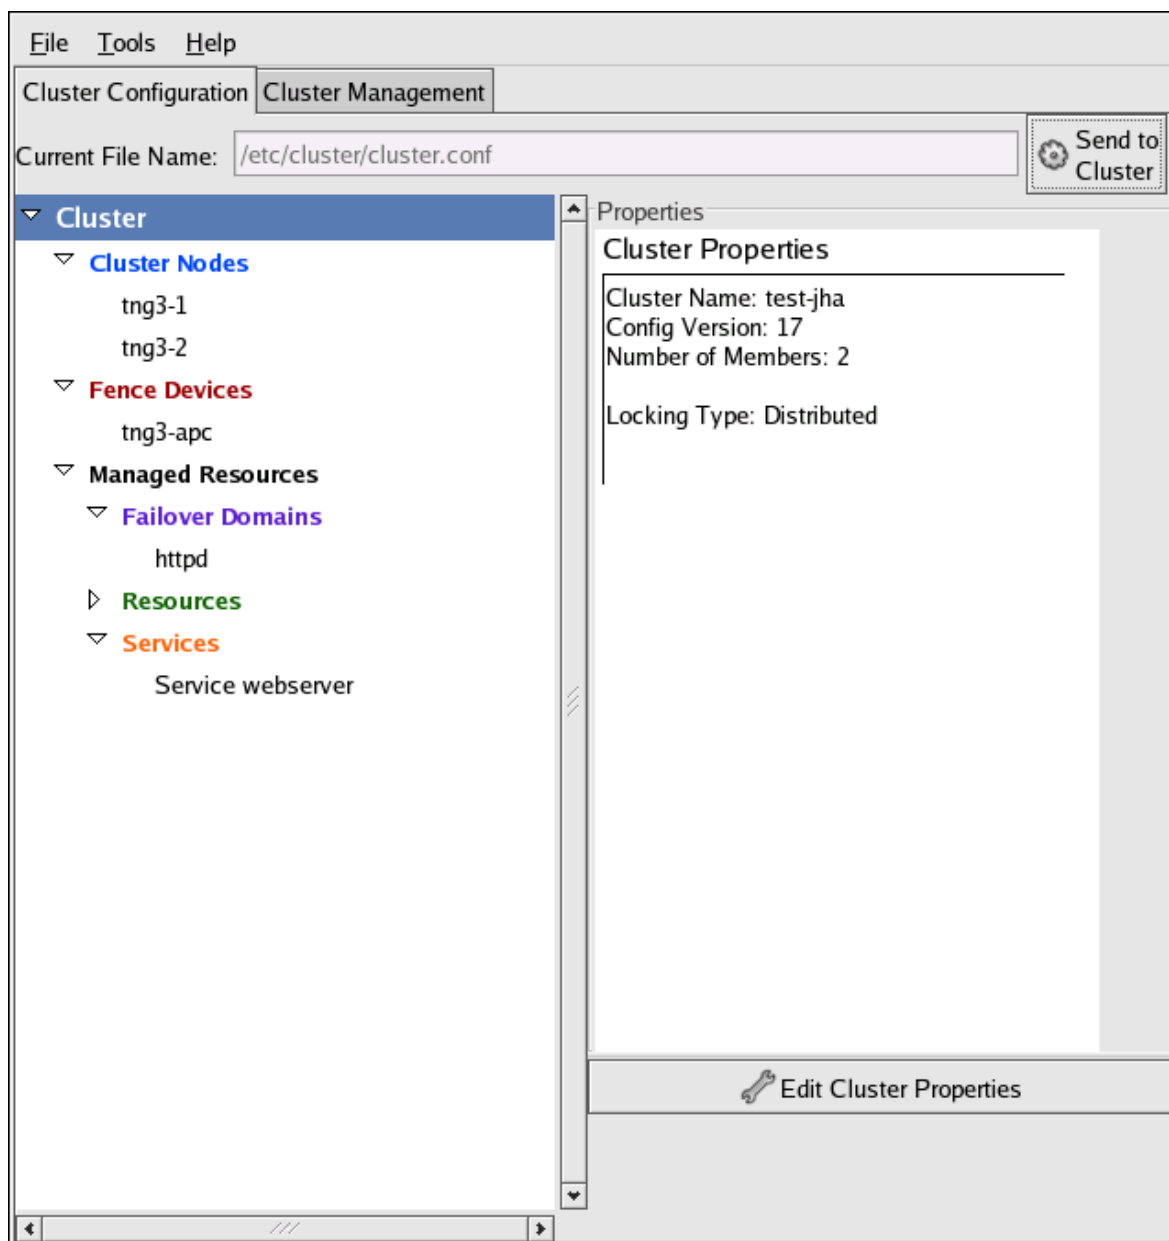 File Tools Help
Cluster Configuration Cluster Management
Current File Name: /etc/cluster/cluster.conf
Send to
Cluster
Cluster
Cluster Nodes
tng3-1
tng3-2
Fence Devices
tng3-apc
Managed Resources
Failover Domains
httpd
Resources
Services
Service webserver
Properties
Cluster Properties
Cluster Name: test-jha
Config Version: 17
Number of Members: 2
Locking Type: Distributed
Edit Cluster Properties